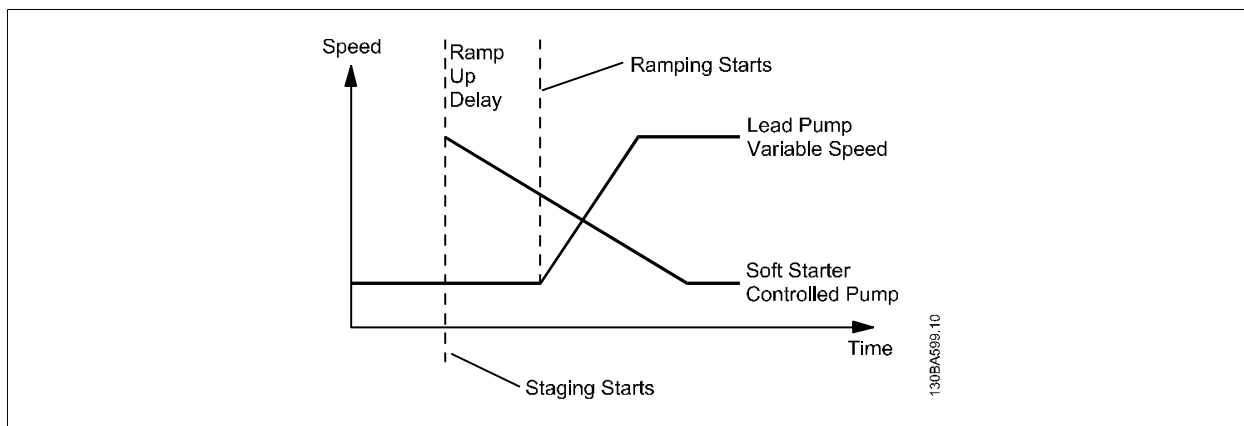 Speed
Ramp
Up
Delay
Ramping Starts
Lead Pump
Variable Speed
Soft Starter
Controlled Pump
Time
Staging Starts
130BA599.10